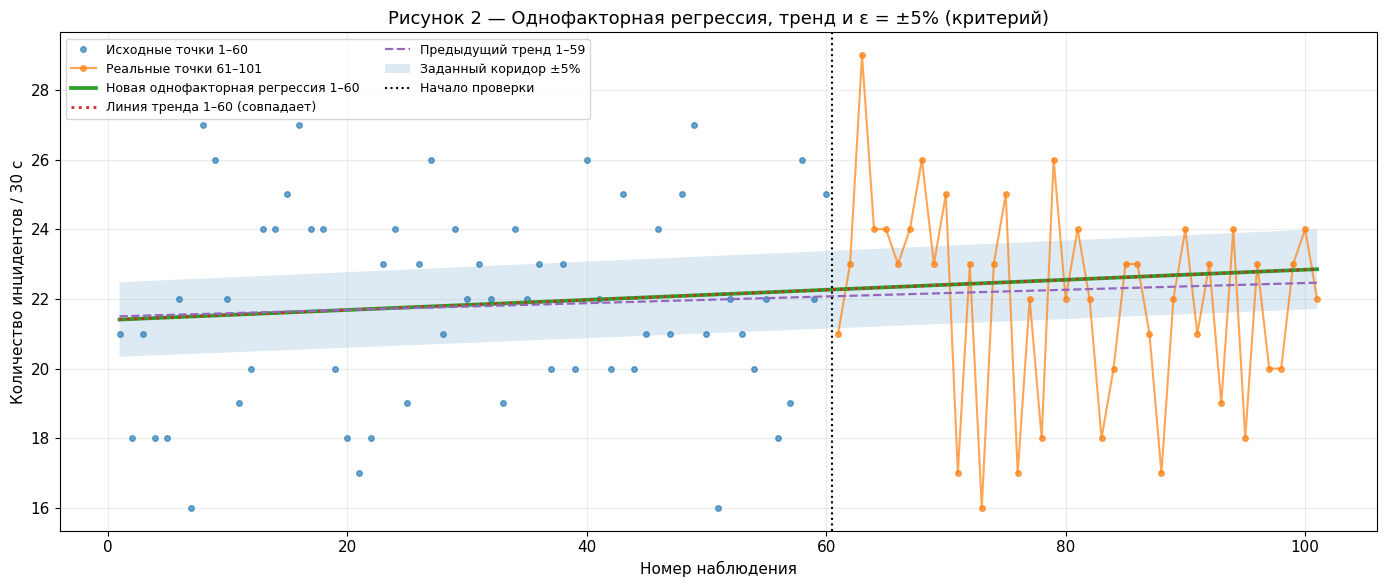 Рисунок 2 — Однофакторная регрессия, тренд и ε = ±5% (критерий)
Исходные точки 1–60
Реальные точки 61–101
Новая однофакторная регрессия 1–60
Линия тренда 1–60 (совпадает)
Предыдущий тренд 1–59
Заданный коридор ±5%
Начало проверки
Количество инцидентов / 30 с
28
26
24
22
20
18
16
0 20 40 60 80 100
Номер наблюдения